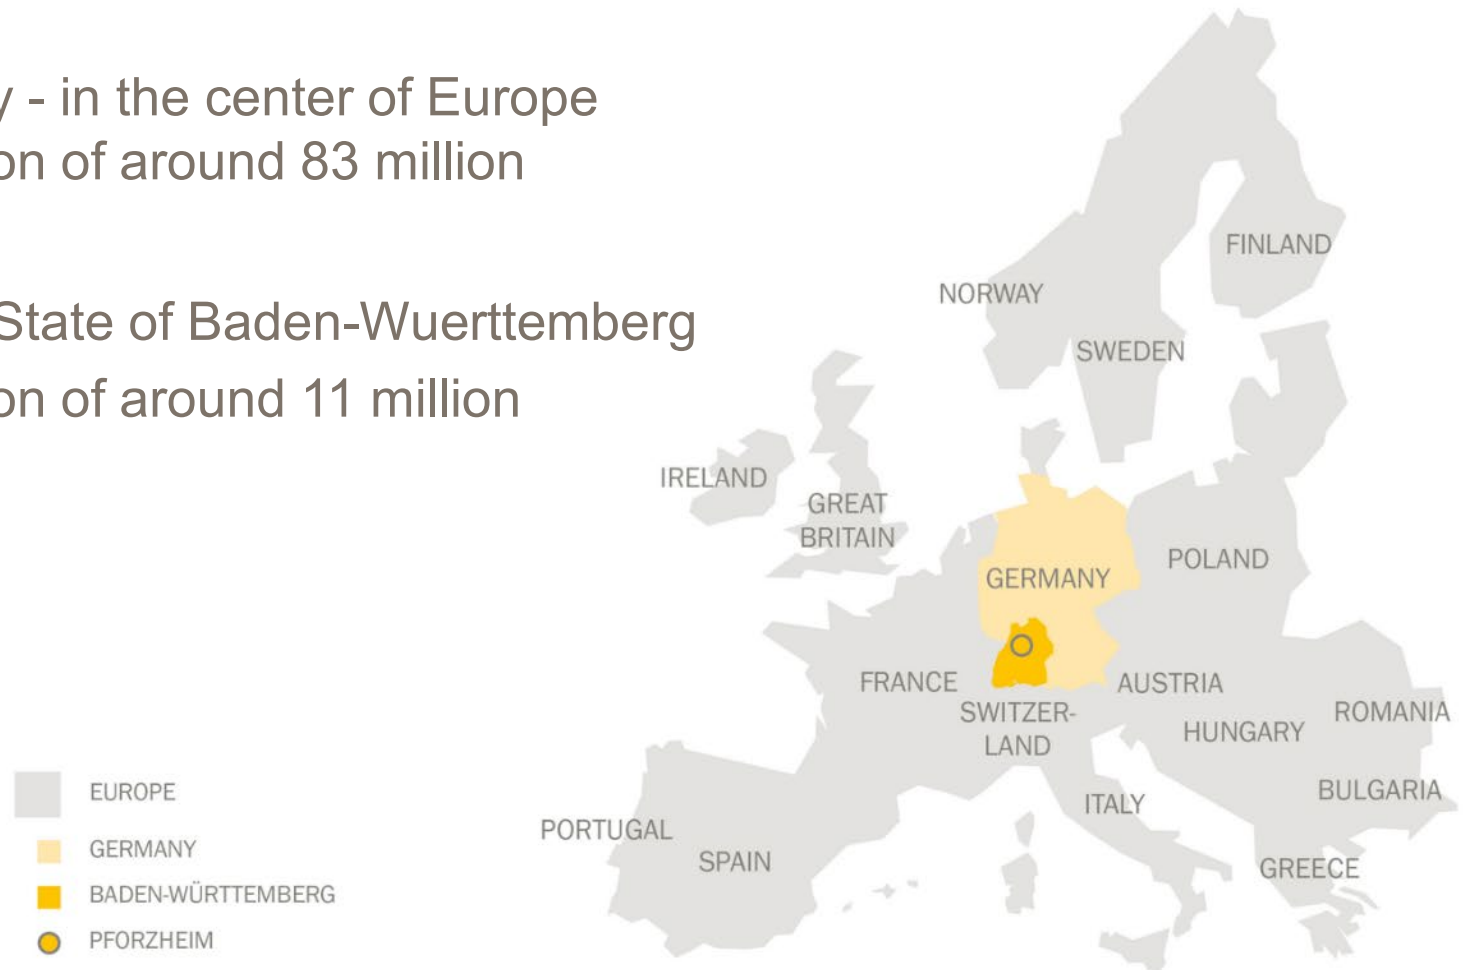 y - in the center of Europe
on of around 83 million
State of Baden-Wuerttemberg
on of around 11 million
FINLAND
NORWAY
SWEDEN
IRELAND
GREAT
BRITAIN
POLAND
GERMANY
FRANCE
AUSTRIA
SWITZER-
LAND
ROMANIA
HUNGARY
BULGARIA
ITALY
PORTUGAL
SPAIN
GREECE
EUROPE
GERMANY
BADEN-WÜRTTEMBERG
PFORZHEIM